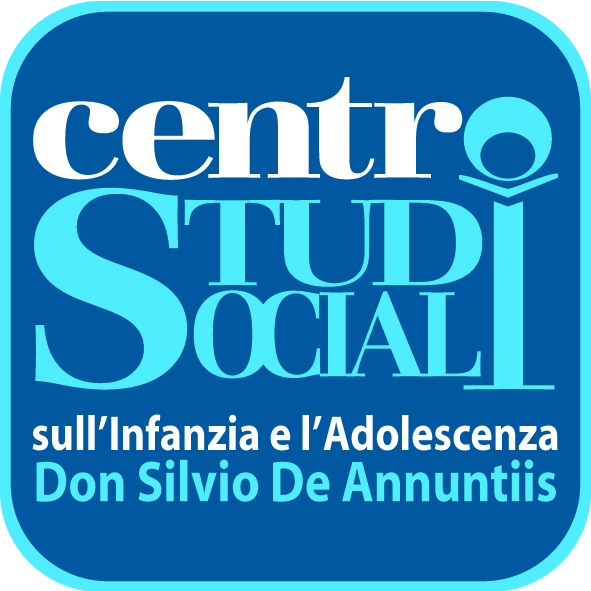 centro
STUDI
SOCIALI
sull'Infanzia e l'Adolescenza
Don Silvio De Annuntiis